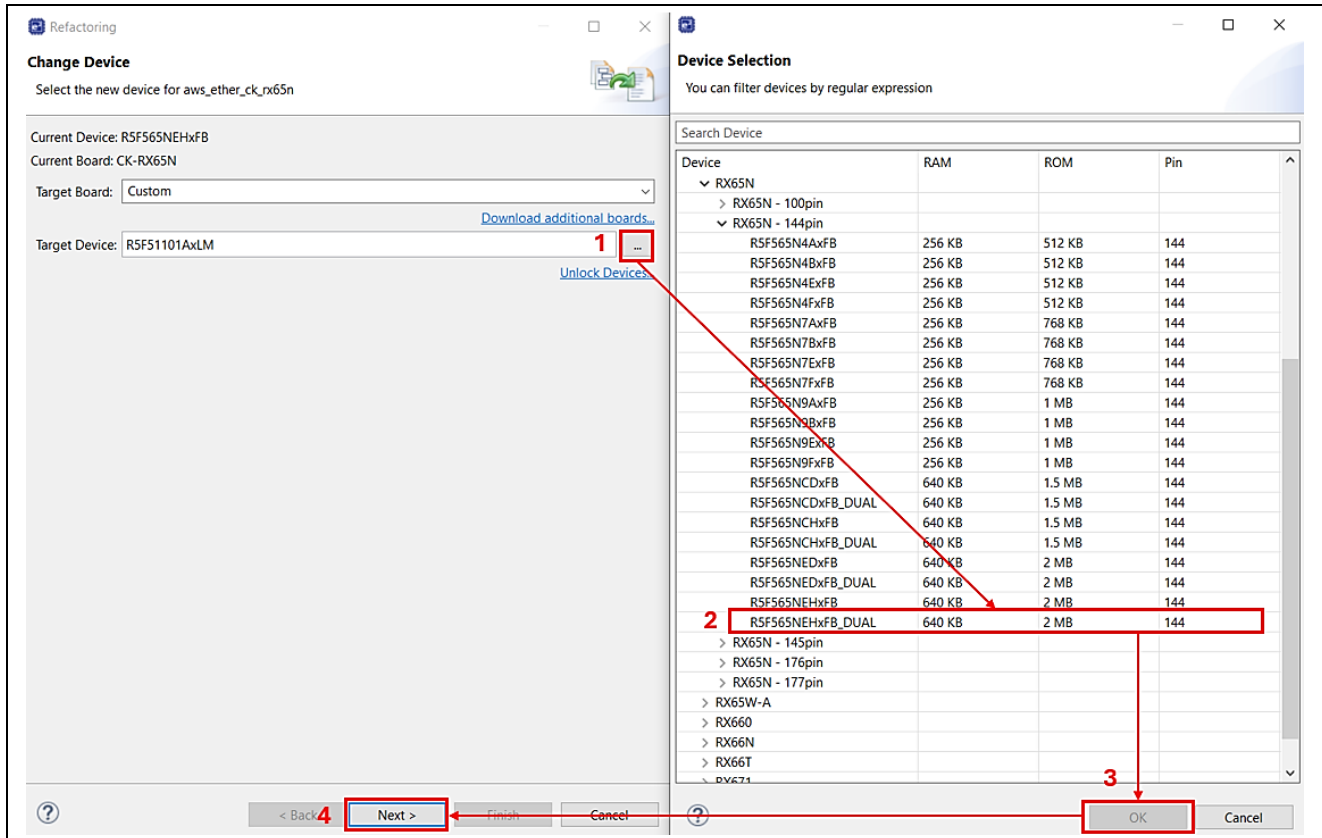 Refactoring
Change Device
Select the new device for aws_ether_ck_rx65n
Current Device: R5F565NEHxFB
Current Board: CK-RX65N
Target Board: Custom
Download additional boards...
Target Device: R5F51101AxLM 1 ...
Unlock Devices...
< Back 4 Next > Finish Cancel
Device Selection
You can filter devices by regular expression
Search Device
Device RAM ROM Pin
RX65N
RX65N - 100pin
RX65N - 144pin
R5F565N4AxFB 256 KB 512 KB 144
R5F565N4BxFB 256 KB 512 KB 144
R5F565N4ExFB 256 KB 512 KB 144
R5F565N4FxFB 256 KB 512 KB 144
R5F565N7AxFB 256 KB 768 KB 144
R5F565N7BxFB 256 KB 768 KB 144
R5F565N7ExFB 256 KB 768 KB 144
R5F565N7FxFB 256 KB 768 KB 144
R5F565N9AxFB 256 KB 1 MB 144
R5F565N9BxFB 256 KB 1 MB 144
R5F565N9ExFB 256 KB 1 MB 144
R5F565N9FxFB 256 KB 1 MB 144
R5F565NCDxFB 640 KB 1.5 MB 144
R5F565NCDxFB_DUAL 640 KB 1.5 MB 144
R5F565NCHxFB 640 KB 1.5 MB 144
R5F565NCHxFB_DUAL 640 KB 1.5 MB 144
R5F565NEDxFB 640 KB 2 MB 144
R5F565NEDxFB_DUAL 640 KB 2 MB 144
R5F565NEHxFB 640 KB 2 MB 144
2 R5F565NEHxFB_DUAL 640 KB 2 MB 144
RX65N - 145pin
RX65N - 176pin
RX65N - 177pin
RX65W-A
RX660
RX66N
RX66T
RX671
3
OK Cancel